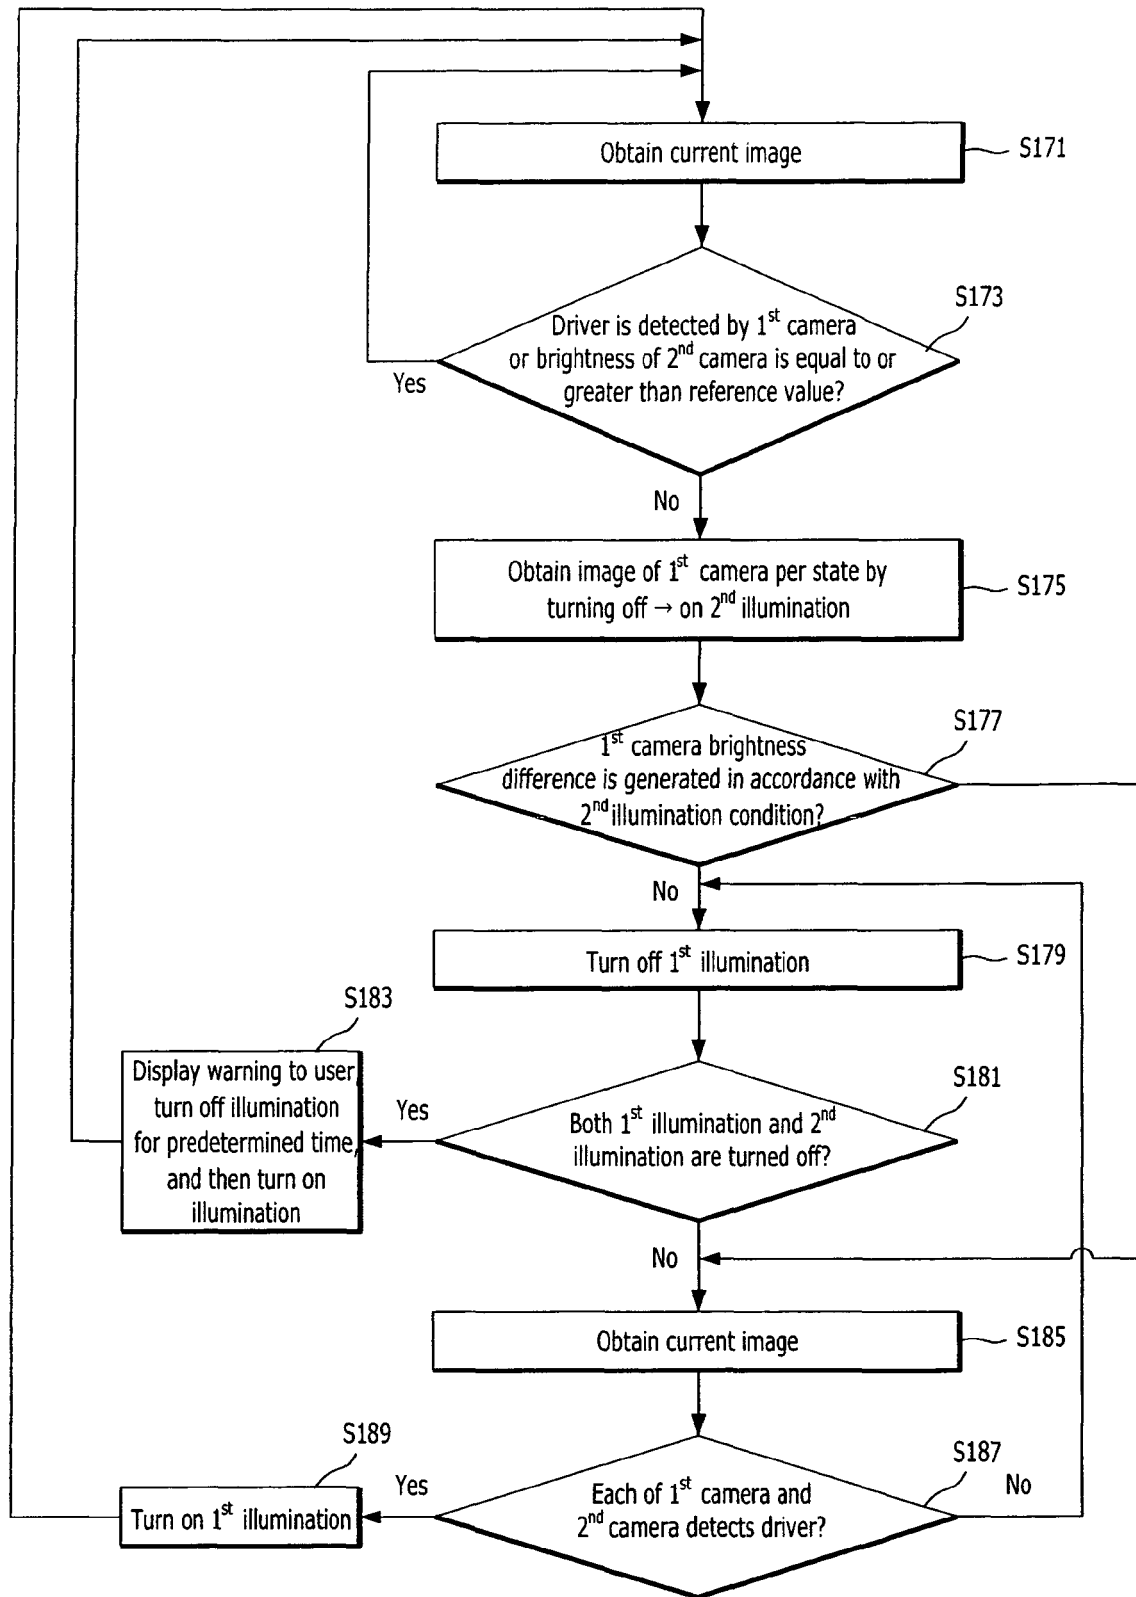 Obtain current image
S171
S173
Driver is detected by 1st camera
or brightness of 2nd camera is equal to or
greater than reference value?
Yes
No
Obtain image of 1st camera per state by
turning off → on 2nd illumination
S175
S177
1st camera brightness
difference is generated in accordance with
2nd illumination condition?
No
Turn off 1st illumination
S179
S183
Display warning to user,
turn off illumination
for predetermined time,
and then turn on
illumination
Yes
S181
Both 1st illumination and 2nd
illumination are turned off?
No
Obtain current image
S185
S189
Turn on 1st illumination
Yes
S187
Each of 1st camera and
2nd camera detects driver?
No